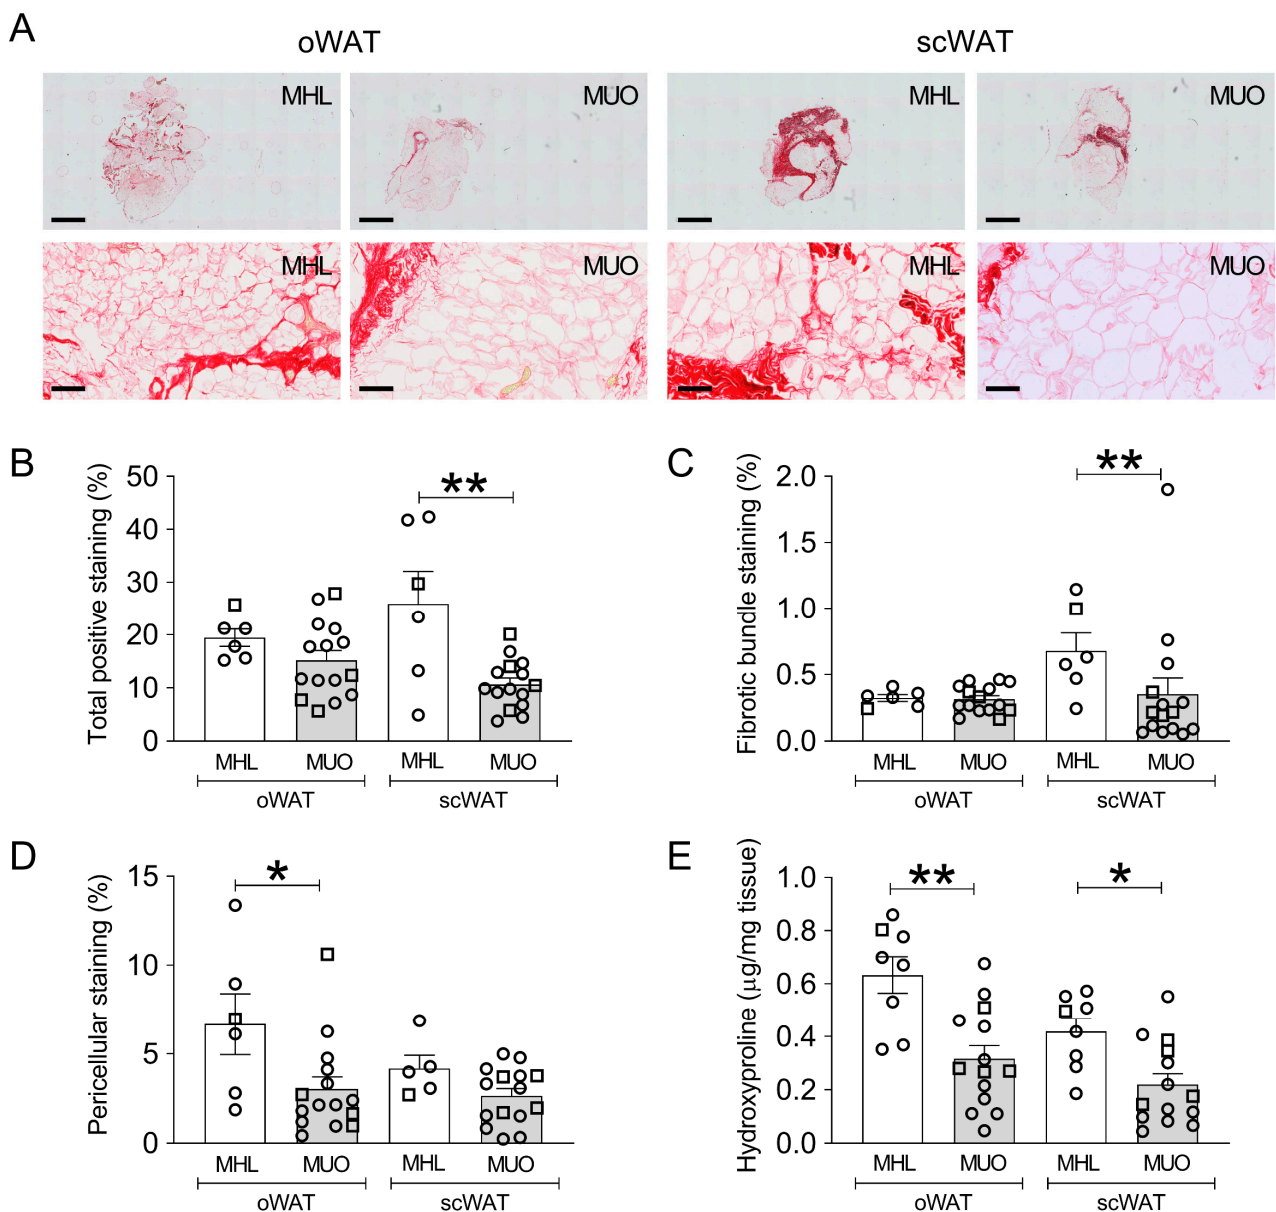 A
oWAT
scWAT
MHL
MUO
MHL
MUO
MHL
MUO
MHL
MUO
B
Total positive staining (%)
50
40
30
20
10
0
**
MHL
MUO
MHL
MUO
oWAT
scWAT
C
Fibrotic bundle staining (%)
2.0
1.5
1.0
0.5
0.0
**
MHL
MUO
MHL
MUO
oWAT
scWAT
D
Pericellular staining (%)
15
10
5
0
*
MHL
MUO
MHL
MUO
oWAT
scWAT
E
Hydroxyproline (μg/mg tissue)
1.0
0.8
0.6
0.4
0.2
0.0
**
*
MHL
MUO
MHL
MUO
oWAT
scWAT